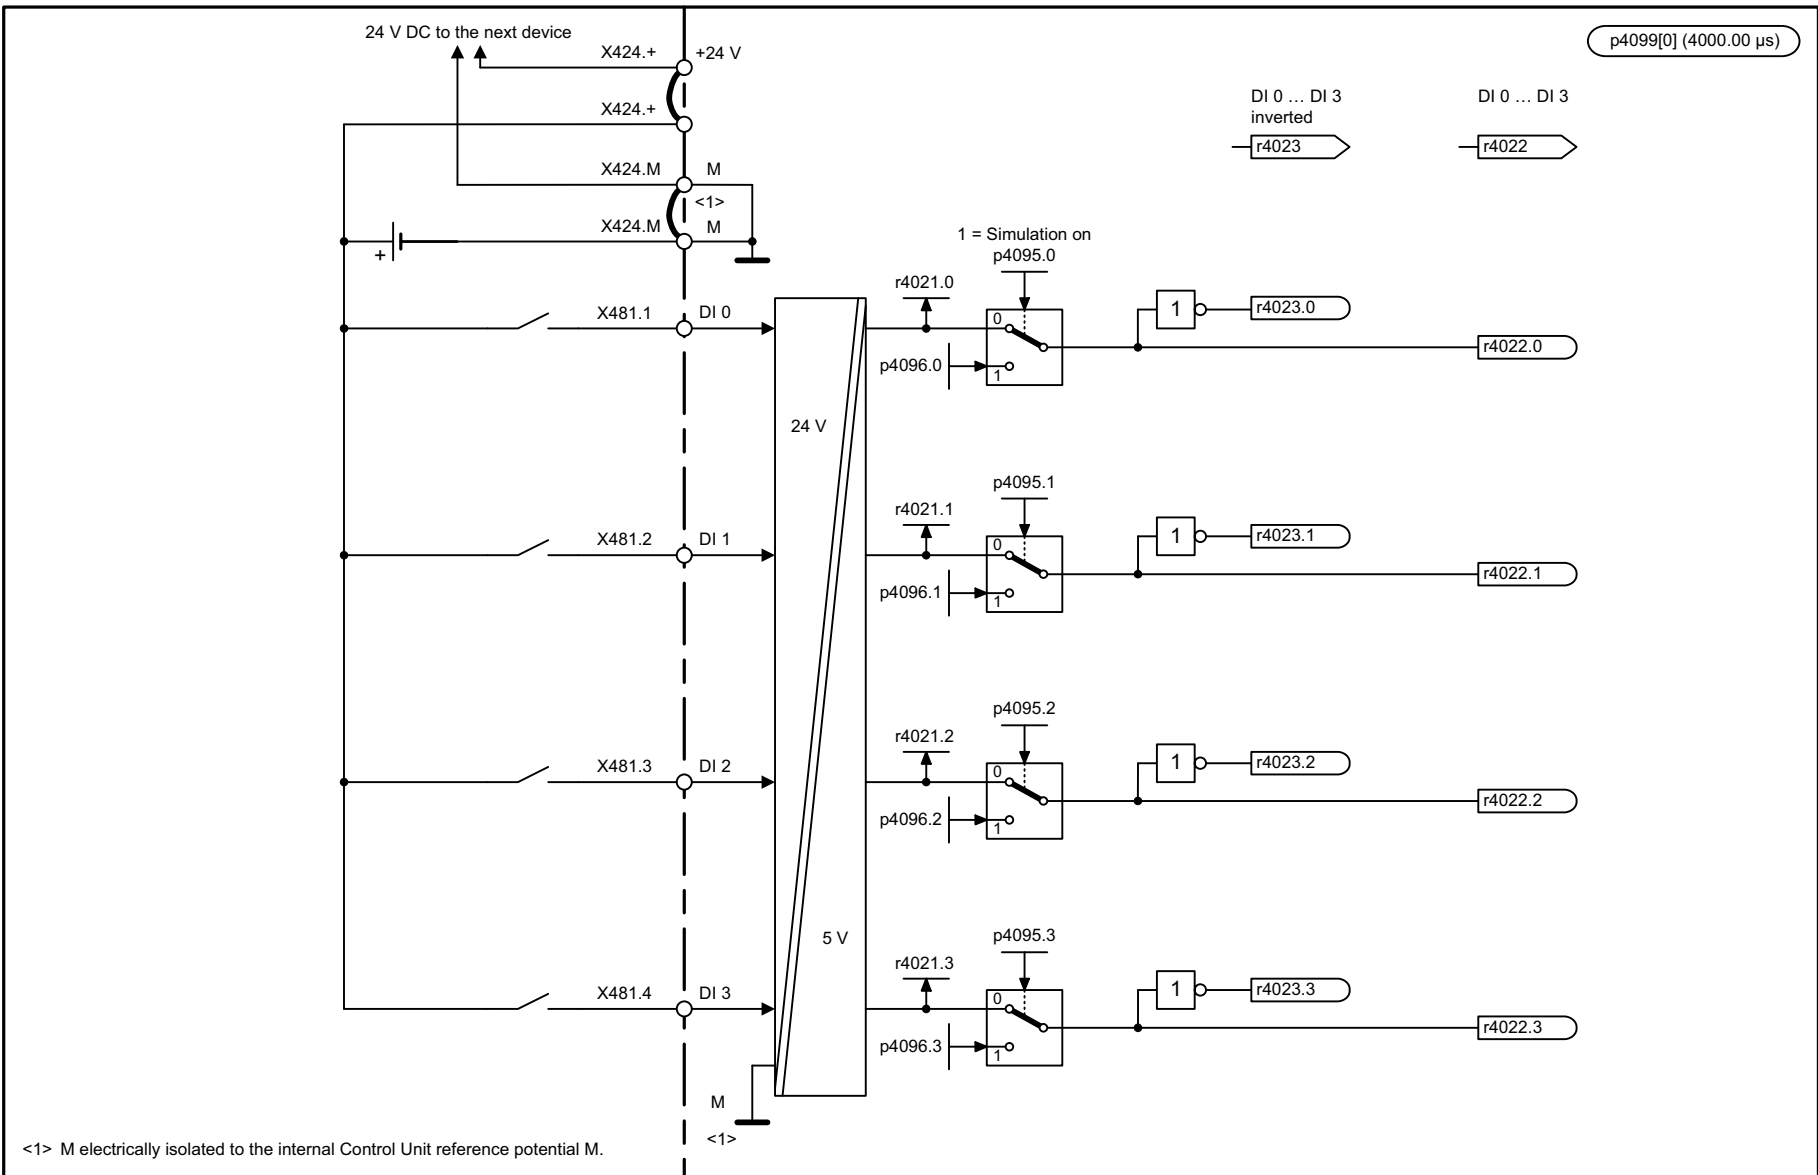 24 V DC to the next device
p4099[0] (4000.00 µs)
X424.+
+24 V
X424.+
DI 0 … DI 3
inverted
r4023
DI 0 … DI 3
r4022
X424.M
M
<1>
X424.M
M
+
1 = Simulation on
p4095.0
r4021.0
X481.1
DI 0
0
1
p4096.0
1
r4023.0
r4022.0
24 V
p4095.1
r4021.1
X481.2
DI 1
0
1
p4096.1
1
r4023.1
r4022.1
p4095.2
r4021.2
X481.3
DI 2
0
1
p4096.2
1
r4023.2
r4022.2
5 V
p4095.3
r4021.3
X481.4
DI 3
0
1
p4096.3
1
r4023.3
r4022.3
M
<1>
<1> M electrically isolated to the internal Control Unit reference potential M.